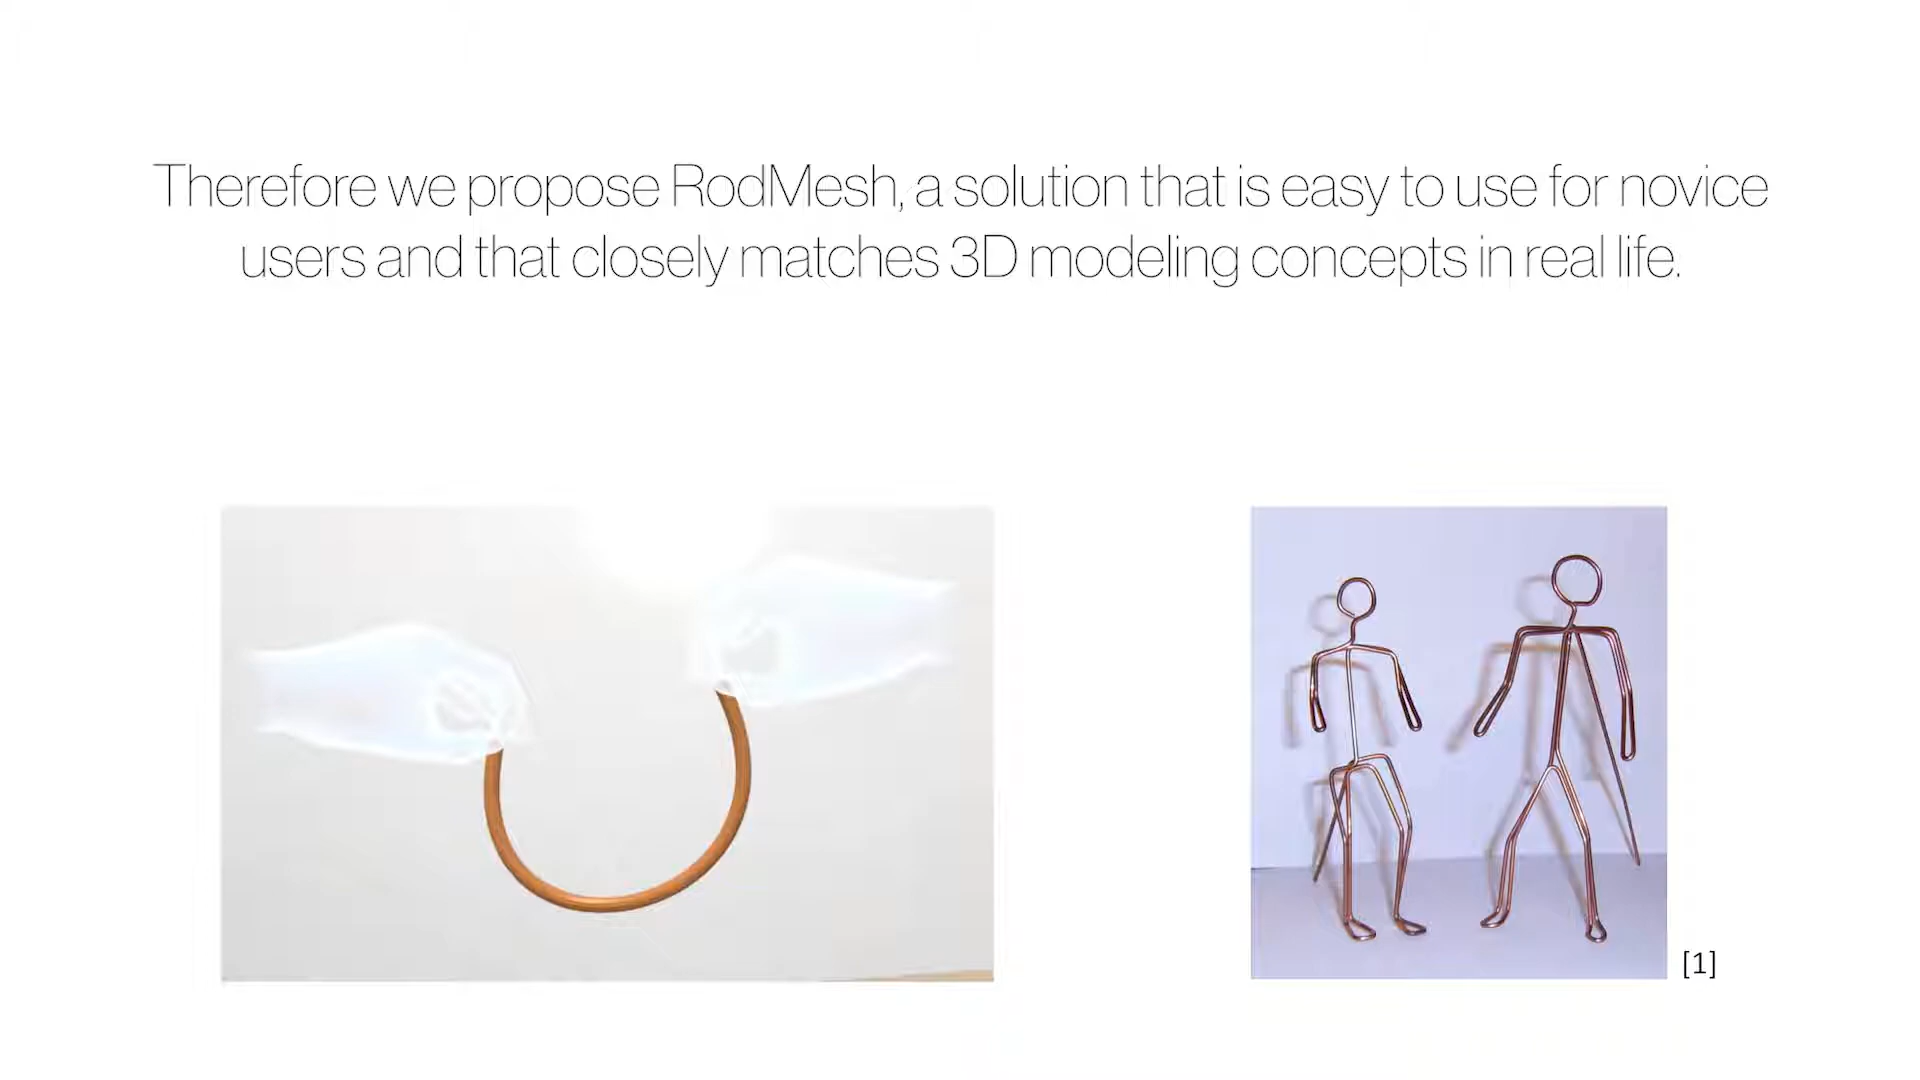 Therefore we propose RodMesh, a solution that is easy to use for novice
users and that closely matches 3D modeling concepts in real life.
[1]